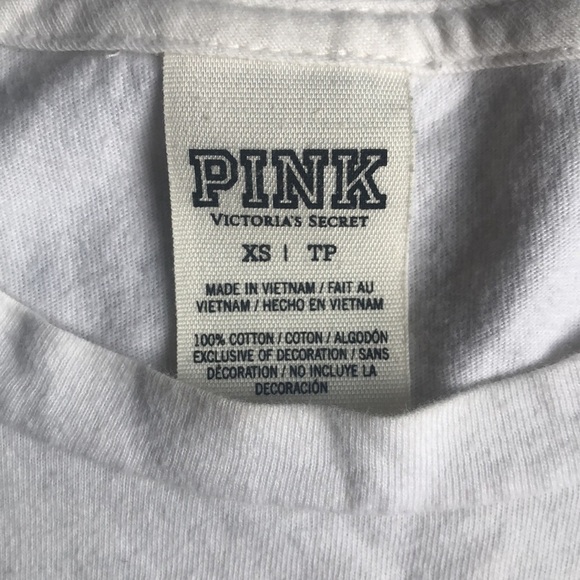 PINK
VICTORIA'S SECRET
XS | TP
MADE IN VIETNAM / FAIT AU
VIETNAM / HECHO EN VIETNAM
100% COTTON / COTON / ALGODÓN
EXCLUSIVE OF DECORATION / SANS
DÉCORATION / NO INCLUYE LA
DECORACIÓN